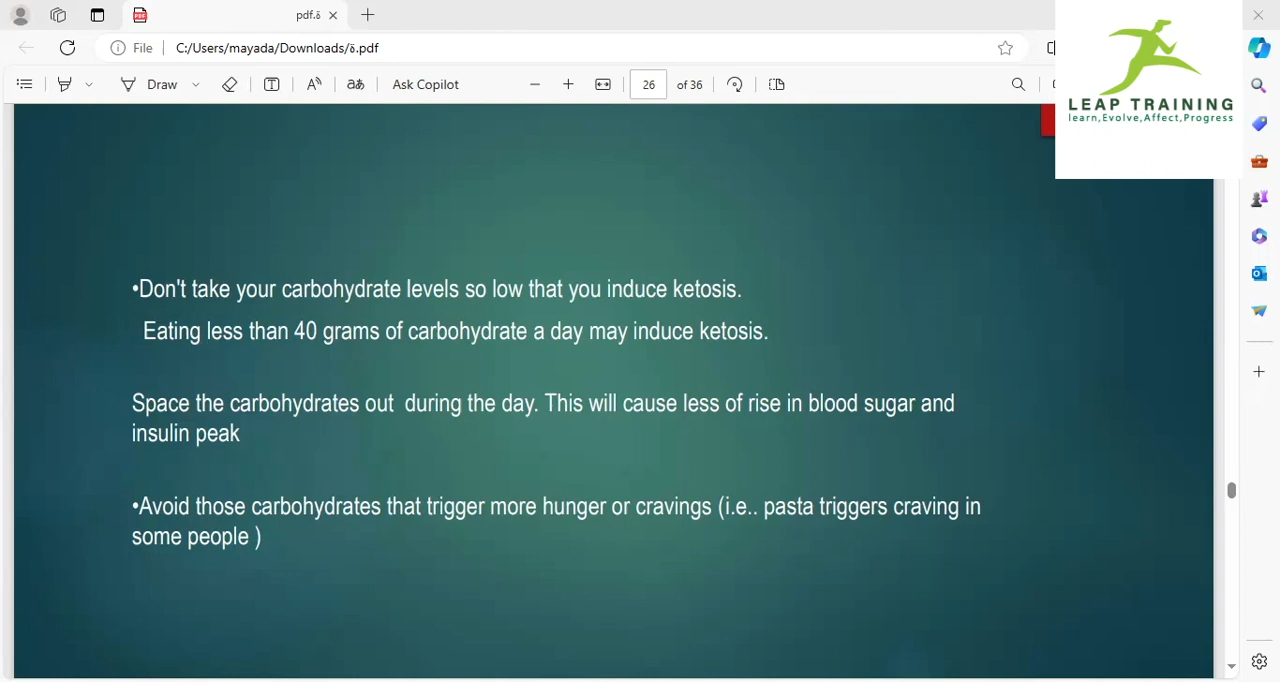 pdf.ة
File
C:/Users/mayada/Downloads/ة.pdf
Draw
aあ
Ask Copilot
26
of 36
LEAP TRAINING
learn,Evolve,Affect,Progress
•Don't take your carbohydrate levels so low that you induce ketosis.
Eating less than 40 grams of carbohydrate a day may induce ketosis.
Space the carbohydrates out during the day. This will cause less of rise in blood sugar and
insulin peak
•Avoid those carbohydrates that trigger more hunger or cravings (i.e.. pasta triggers craving in
some people )